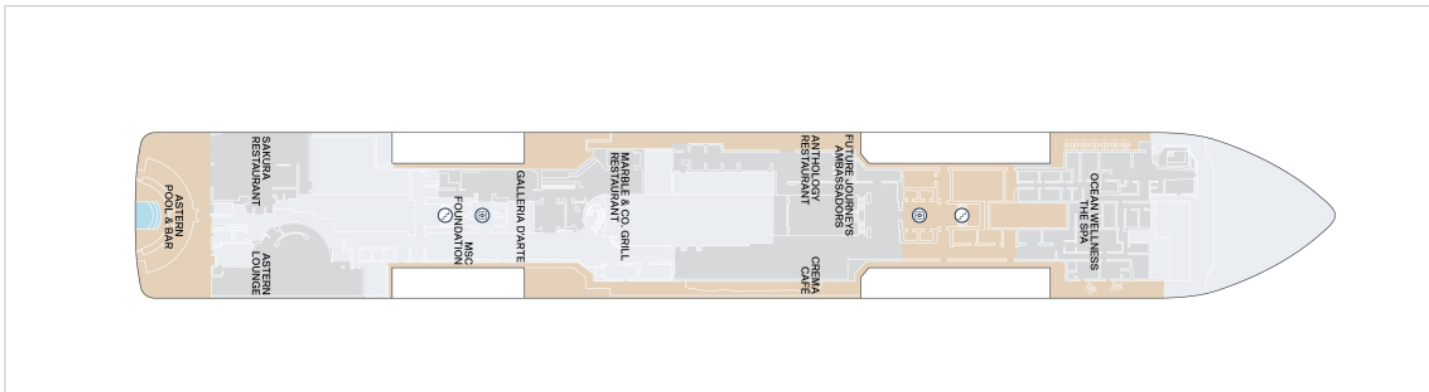 ASTERN
POOL & BAR
SAKURA
RESTAURANT
ASTERN
LOUNGE
MSC
FOUNDATION
GALLERIA D'ARTE
MARBLE & CO. GRILL
RESTAURANT
FUTURE JOURNEYS
AMBASSADORS
ANTHOLOGY
RESTAURANT
CREMA
CAFÉ
OCEAN WELLNESS
THE SPA